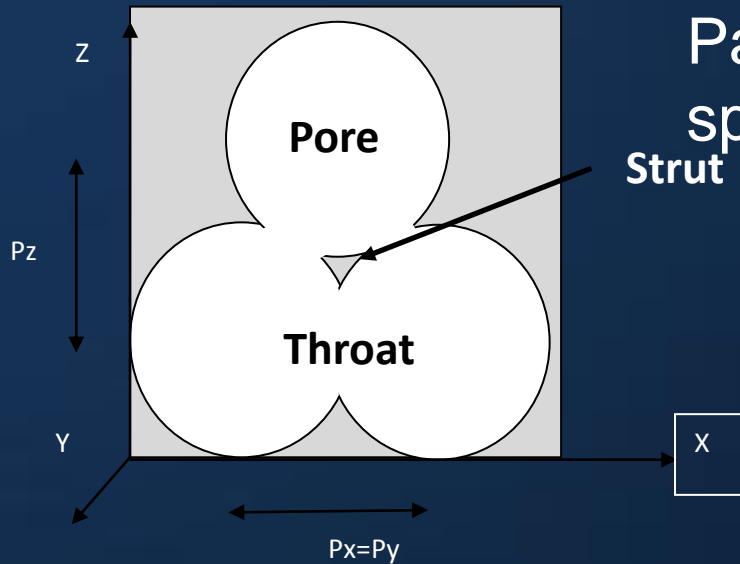 Z
Pore
Strut
Pz
Throat
Y
X
Px=Py